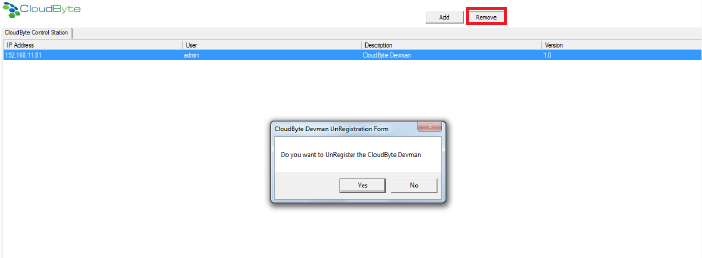 CloudByte
Add Remove
CloudByte Control Station
IP Address User Description Version
192.168.11.81 admin CloudByte Devman 1.0
CloudByte Devman UnRegistration Form
Do you want to UnRegister the CloudByte Devman
Yes No